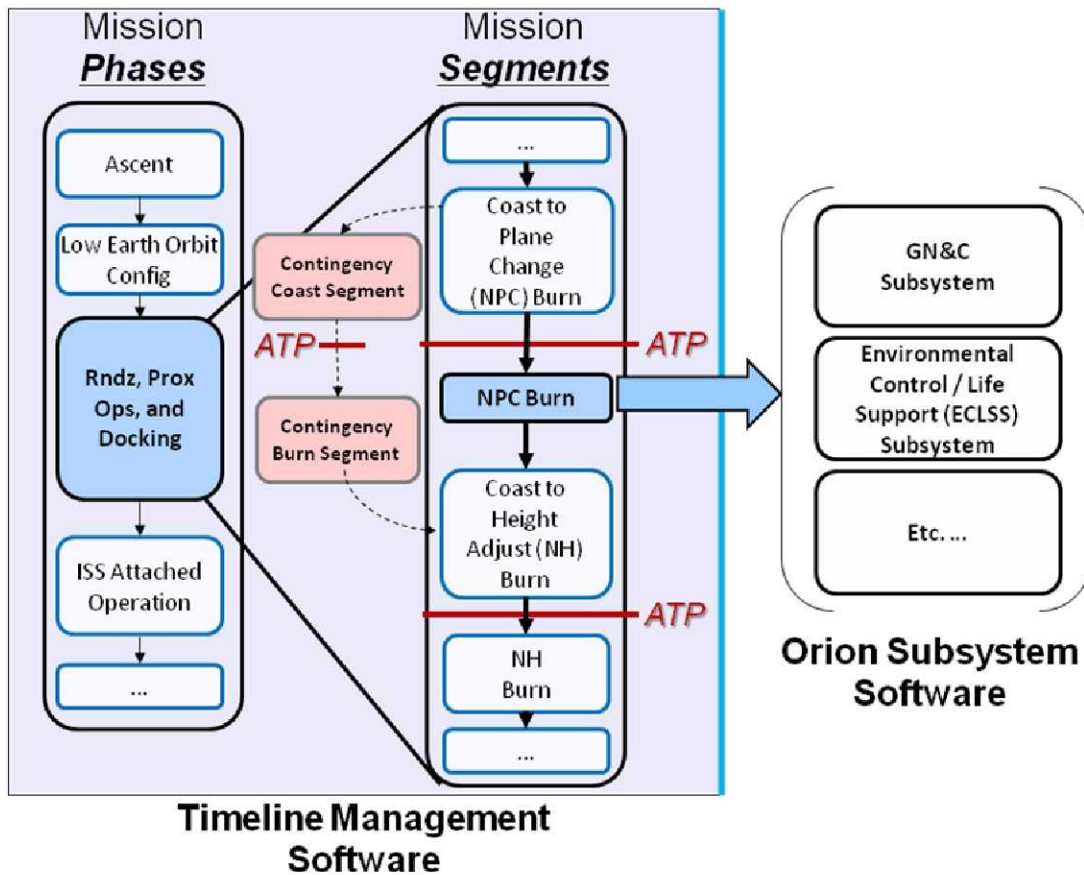 Mission
Phases
Ascent
Low Earth Orbit
Config
Rndz, Prox
Ops, and
Docking
ISS Attached
Operation
...
Mission
Segments
...
Coast to
Plane
Change
(NPC) Burn
Contingency
Coast Segment
ATP
ATP
NPC Burn
Contingency
Burn Segment
Coast to
Height
Adjust (NH)
Burn
ATP
NH
Burn
...
Timeline Management
Software
GN&C
Subsystem
Environmental
Control / Life
Support (ECLSS)
Subsystem
Etc. ...
Orion Subsystem
Software